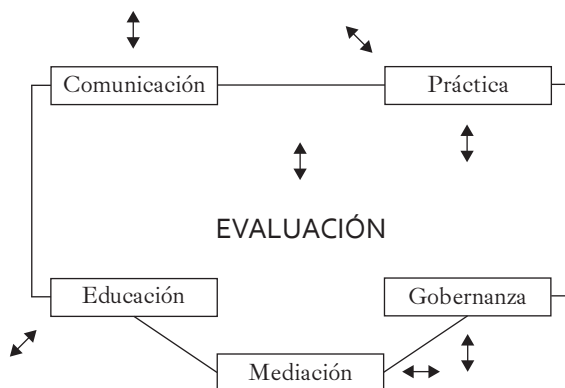 Comunicación
Práctica
EVALUACIÓN
Educación
Gobernanza
Mediación